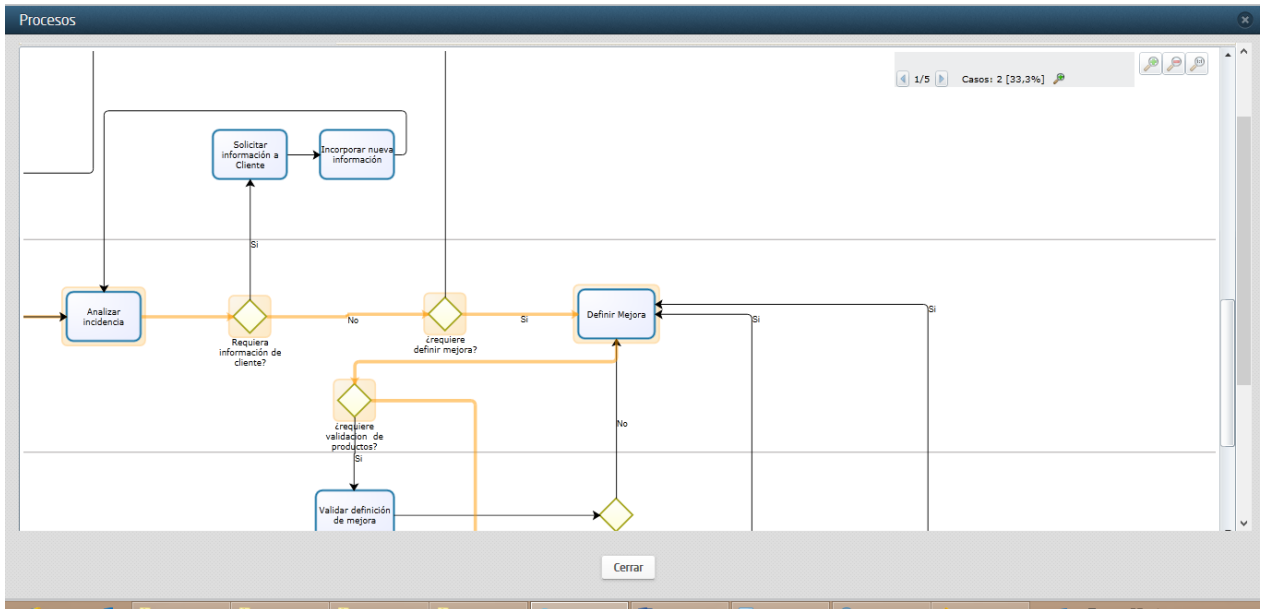 Procesos
1/5 Casos: 2 [33,3%]
Solicitar
información a
Cliente
Incorporar nueva
información
Si
Analizar
incidencia
Requiera
información de
cliente?
No
¿requiere
definir mejora?
Si
Definir Mejora
Si
Si
¿requiere
validacion de
productos?
Si
No
Validar definición
de mejora
Cerrar